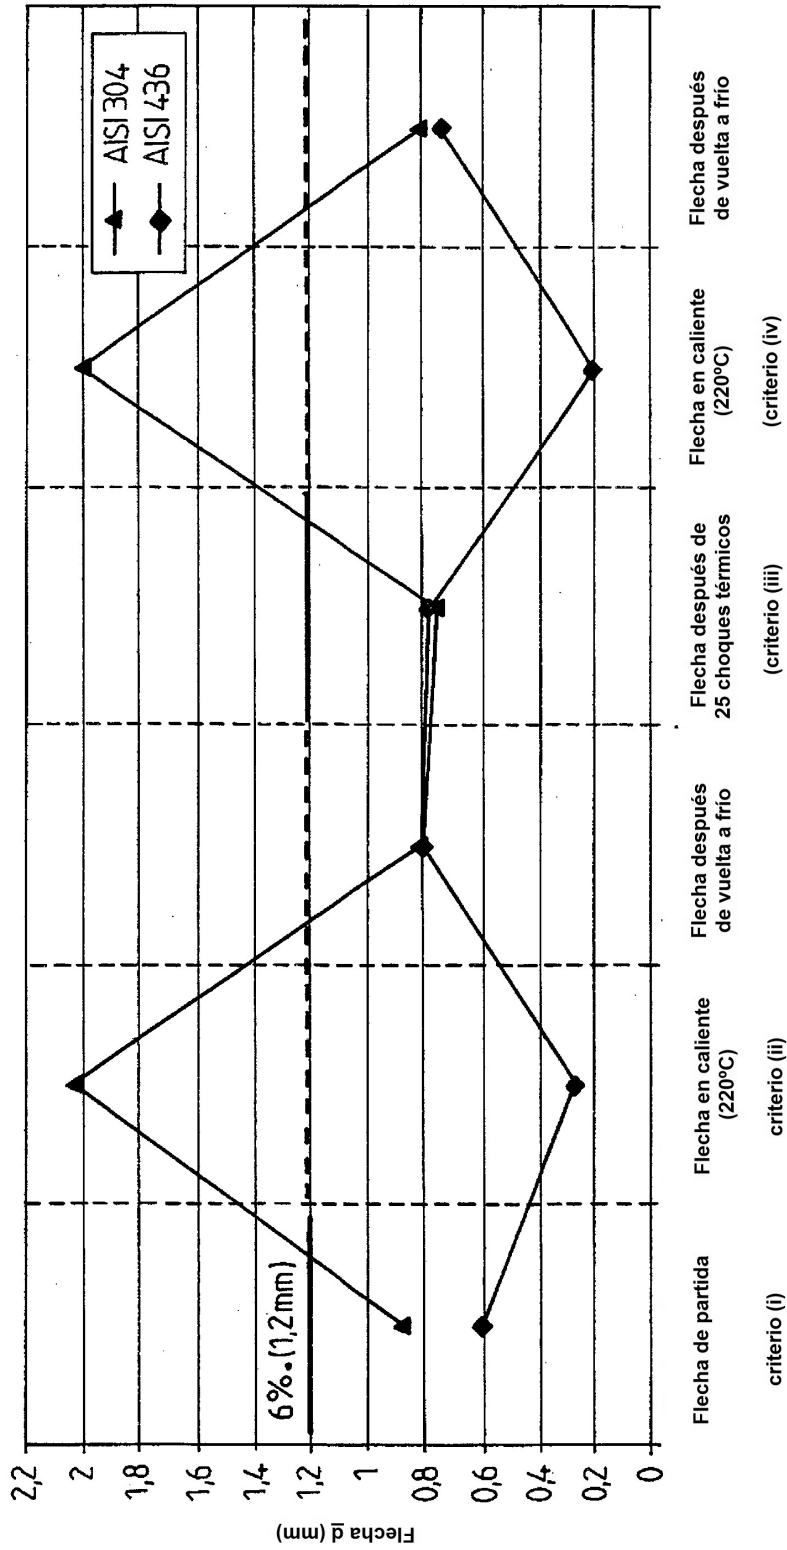 AISI 304
AISI 436
Flecha d (mm)
2,2
2
1,8
1,6
1,4
1,2
1
0,8
0,6
0,4
0,2
0
6‰ (1,2mm)
Flecha de partida
criterio (i)
Flecha en caliente
(220ºC)
criterio (ii)
Flecha después
de vuelta a frío
Flecha después de
25 choques térmicos
(criterio (iii)
Flecha en caliente
(220ºC)
(criterio (iv)
Flecha después
de vuelta a frío